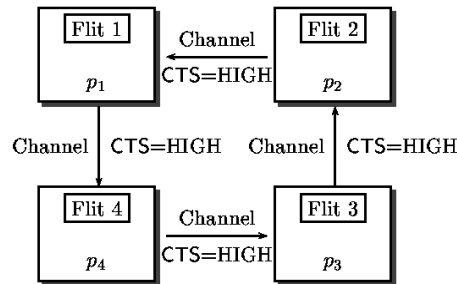 Flit 1
p₁
Channel
CTS=HIGH
Flit 2
p₂
Channel
CTS=HIGH
Channel
CTS=HIGH
Flit 4
p₄
Channel
CTS=HIGH
Flit 3
p₃